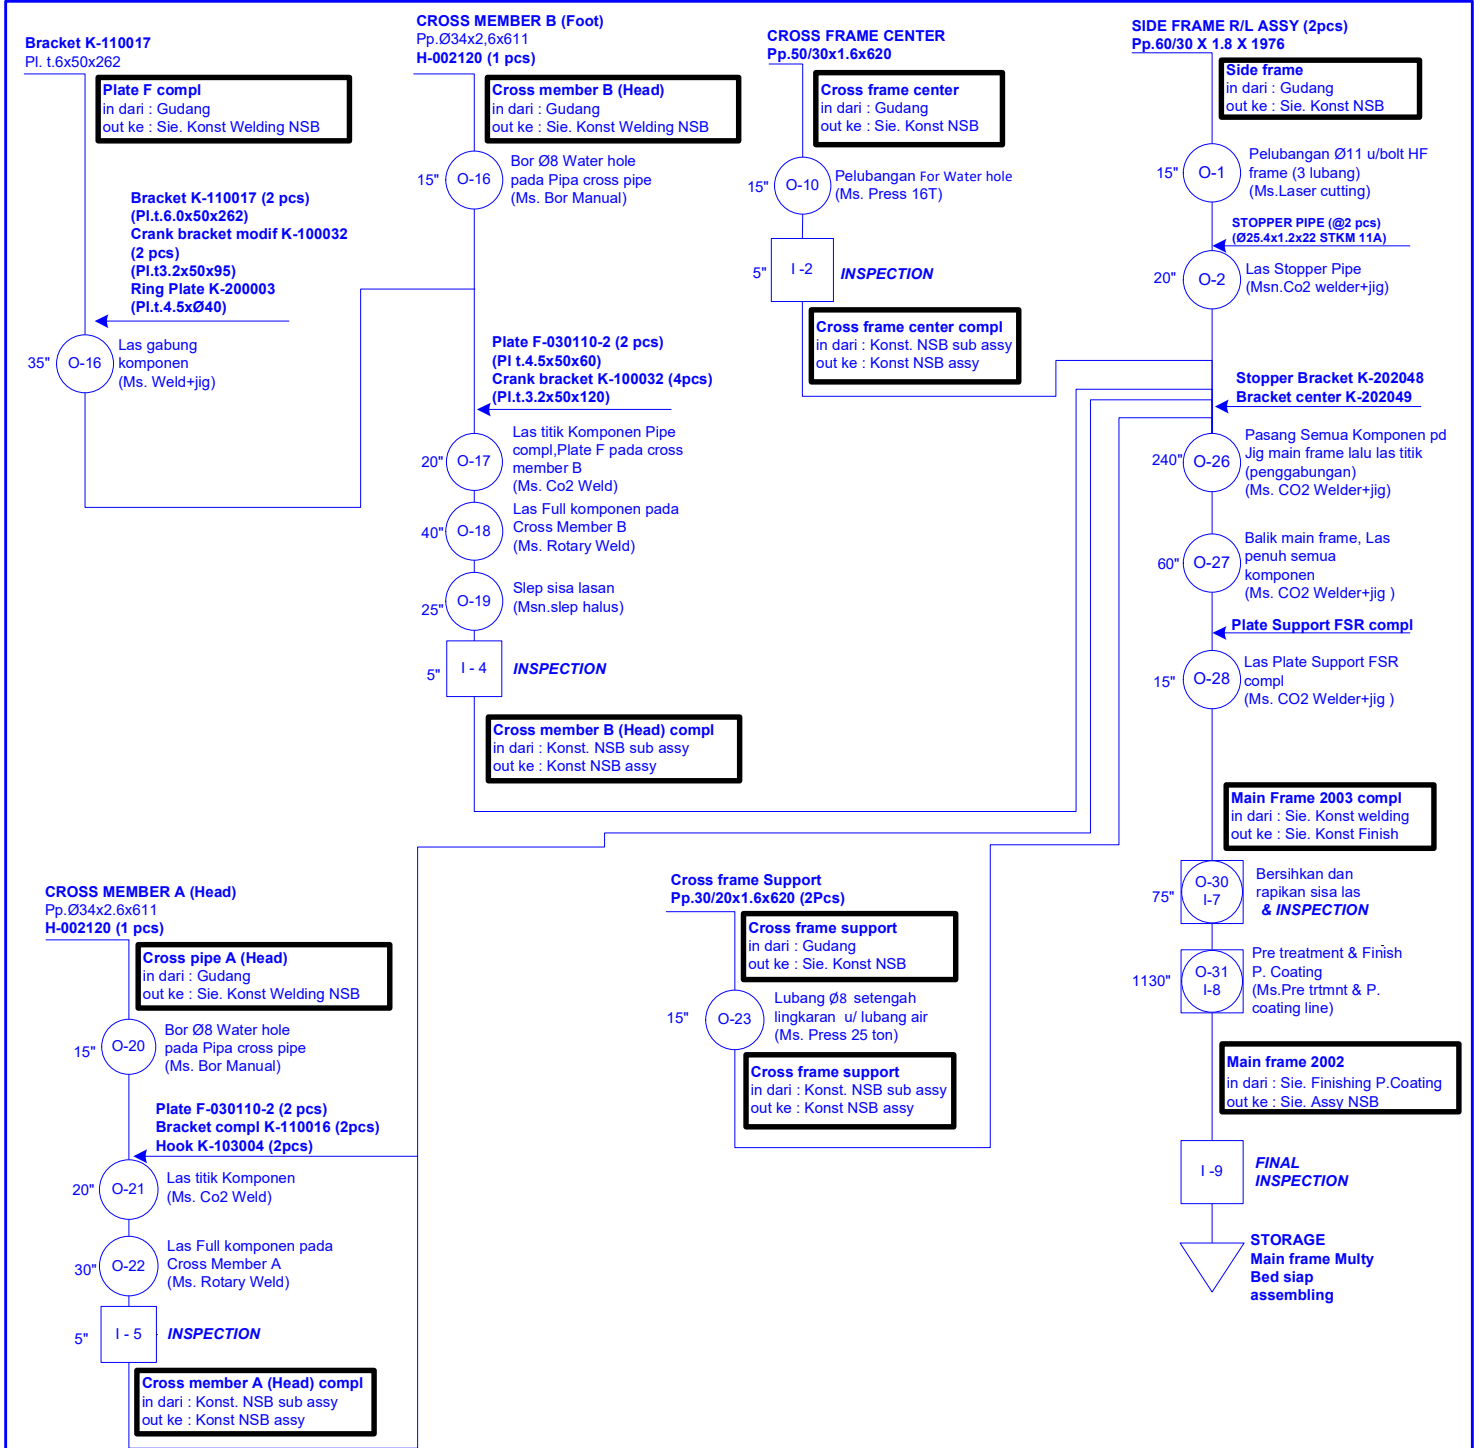 Bracket K-110017
Pl. t.6x50x262
Plate F compl
in dari : Gudang
out ke : Sie. Konst Welding NSB
Bracket K-110017 (2 pcs)
(Pl.t.6.0x50x262)
Crank bracket modif K-100032
(2 pcs)
(Pl.t3.2x50x95)
Ring Plate K-200003
(Pl.t.4.5xØ40)
35"
O-16
Las gabung
komponen
(Ms. Weld+jig)
CROSS MEMBER B (Foot)
Pp.Ø34x2,6x611
H-002120 (1 pcs)
Cross member B (Head)
in dari : Gudang
out ke : Sie. Konst Welding NSB
15"
O-16
Bor Ø8 Water hole
pada Pipa cross pipe
(Ms. Bor Manual)
Plate F-030110-2 (2 pcs)
(Pl t.4.5x50x60)
Crank bracket K-100032 (4pcs)
(Pl.t.3.2x50x120)
20"
O-17
Las titik Komponen Pipe
compl,Plate F pada cross
member B
(Ms. Co2 Weld)
40"
O-18
Las Full komponen pada
Cross Member B
(Ms. Rotary Weld)
25"
O-19
Slep sisa lasan
(Msn.slep halus)
5"
I - 4
INSPECTION
Cross member B (Head) compl
in dari : Konst. NSB sub assy
out ke : Konst NSB assy
CROSS FRAME CENTER
Pp.50/30x1.6x620
Cross frame center
in dari : Gudang
out ke : Sie. Konst NSB
15"
O-10
Pelubangan For Water hole
(Ms. Press 16T)
5"
I -2
INSPECTION
Cross frame center compl
in dari : Konst. NSB sub assy
out ke : Konst NSB assy
SIDE FRAME R/L ASSY (2pcs)
Pp.60/30 X 1.8 X 1976
Side frame
in dari : Gudang
out ke : Sie. Konst NSB
15"
O-1
Pelubangan Ø11 u/bolt HF
frame (3 lubang)
(Ms.Laser cutting)
STOPPER PIPE (@2 pcs)
(Ø25.4x1.2x22 STKM 11A)
20"
O-2
Las Stopper Pipe
(Msn.Co2 welder+jig)
Stopper Bracket K-202048
Bracket center K-202049
240"
O-26
Pasang Semua Komponen pd
Jig main frame lalu las titik
(penggabungan)
(Ms. CO2 Welder+jig)
60"
O-27
Balik main frame, Las
penuh semua
komponen
(Ms. CO2 Welder+jig )
Plate Support FSR compl
15"
O-28
Las Plate Support FSR
compl
(Ms. CO2 Welder+jig )
Main Frame 2003 compl
in dari : Sie. Konst welding
out ke : Sie. Konst Finish
75"
O-30
I-7
Bersihkan dan
rapikan sisa las
& INSPECTION
1130"
O-31
I-8
Pre treatment & Finish
P. Coating
(Ms.Pre trtmnt & P.
coating line)
Main frame 2002
in dari : Sie. Finishing P.Coating
out ke : Sie. Assy NSB
I -9
FINAL
INSPECTION
STORAGE
Main frame Multy
Bed siap
assembling
CROSS MEMBER A (Head)
Pp.Ø34x2.6x611
H-002120 (1 pcs)
Cross pipe A (Head)
in dari : Gudang
out ke : Sie. Konst Welding NSB
15"
O-20
Bor Ø8 Water hole
pada Pipa cross pipe
(Ms. Bor Manual)
Plate F-030110-2 (2 pcs)
Bracket compl K-110016 (2pcs)
Hook K-103004 (2pcs)
20"
O-21
Las titik Komponen
(Ms. Co2 Weld)
30"
O-22
Las Full komponen pada
Cross Member A
(Ms. Rotary Weld)
5"
I - 5
INSPECTION
Cross member A (Head) compl
in dari : Konst. NSB sub assy
out ke : Konst NSB assy
Cross frame Support
Pp.30/20x1.6x620 (2Pcs)
Cross frame support
in dari : Gudang
out ke : Sie. Konst NSB
15"
O-23
Lubang Ø8 setengah
lingkaran u/ lubang air
(Ms. Press 25 ton)
Cross frame support
in dari : Konst. NSB sub assy
out ke : Konst NSB assy